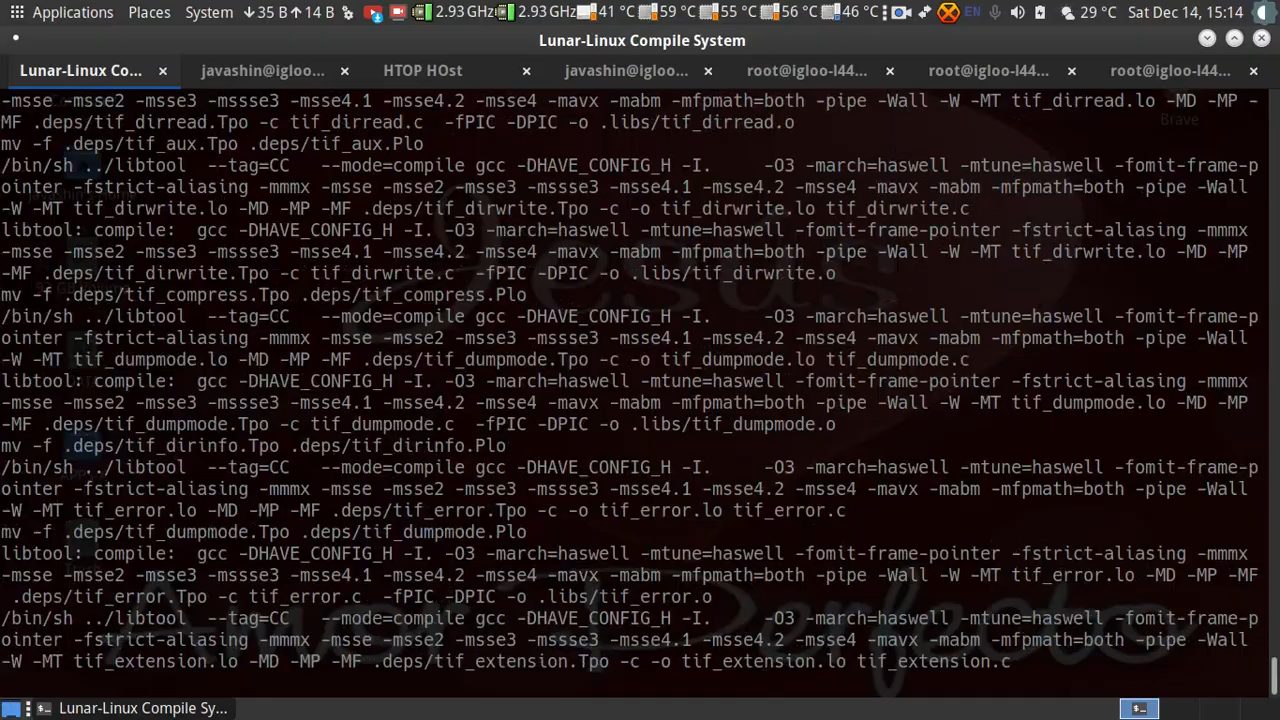 Applications Places System 35 B 14 B 2.93 GHz 2.93 GHz 41 °C 59 °C 55 °C 56 °C 46 °C EN 29 °C Sat Dec 14, 15:14
Lunar-Linux Compile System
Lunar-Linux Co... javashin@igloo... HTOP HOst javashin@igloo... root@igloo-l44... root@igloo-l44... root@igloo-l44...
-msse -msse2 -msse3 -mssse3 -msse4.1 -msse4.2 -msse4 -mavx -mabm -mfpmath=both -pipe -Wall -W -MT tif_dirread.lo -MD -MP -
MF .deps/tif_dirread.Tpo -c tif_dirread.c  -fPIC -DPIC -o .libs/tif_dirread.o
Brave
mv -f .deps/tif_aux.Tpo .deps/tif_aux.Plo
/bin/sh ../libtool  --tag=CC   --mode=compile gcc -DHAVE_CONFIG_H -I.     -O3 -march=haswell -mtune=haswell -fomit-frame-p
ointer -fstrict-aliasing -mmmx -msse -msse2 -msse3 -mssse3 -msse4.1 -msse4.2 -msse4 -mavx -mabm -mfpmath=both -pipe -Wall
-W -MT tif_dirwrite.lo -MD -MP -MF .deps/tif_dirwrite.Tpo -c -o tif_dirwrite.lo tif_dirwrite.c
libtool: compile:  gcc -DHAVE_CONFIG_H -I. -O3 -march=haswell -mtune=haswell -fomit-frame-pointer -fstrict-aliasing -mmmx
-msse -msse2 -msse3 -mssse3 -msse4.1 -msse4.2 -msse4 -mavx -mabm -mfpmath=both -pipe -Wall -W -MT tif_dirwrite.lo -MD -MP
-MF .deps/tif_dirwrite.Tpo -c tif_dirwrite.c  -fPIC -DPIC -o .libs/tif_dirwrite.o
Jesus
mv -f .deps/tif_compress.Tpo .deps/tif_compress.Plo
/bin/sh ../libtool  --tag=CC   --mode=compile gcc -DHAVE_CONFIG_H -I.     -O3 -march=haswell -mtune=haswell -fomit-frame-p
ointer -fstrict-aliasing -mmmx -msse -msse2 -msse3 -mssse3 -msse4.1 -msse4.2 -msse4 -mavx -mabm -mfpmath=both -pipe -Wall
-W -MT tif_dumpmode.lo -MD -MP -MF .deps/tif_dumpmode.Tpo -c -o tif_dumpmode.lo tif_dumpmode.c
libtool: compile:  gcc -DHAVE_CONFIG_H -I. -O3 -march=haswell -mtune=haswell -fomit-frame-pointer -fstrict-aliasing -mmmx
-msse -msse2 -msse3 -mssse3 -msse4.1 -msse4.2 -msse4 -mavx -mabm -mfpmath=both -pipe -Wall -W -MT tif_dumpmode.lo -MD -MP
-MF .deps/tif_dumpmode.Tpo -c tif_dumpmode.c  -fPIC -DPIC -o .libs/tif_dumpmode.o
mv -f .deps/tif_dirinfo.Tpo .deps/tif_dirinfo.Plo
/bin/sh ../libtool  --tag=CC   --mode=compile gcc -DHAVE_CONFIG_H -I.     -O3 -march=haswell -mtune=haswell -fomit-frame-p
ointer -fstrict-aliasing -mmmx -msse -msse2 -msse3 -mssse3 -msse4.1 -msse4.2 -msse4 -mavx -mabm -mfpmath=both -pipe -Wall
-W -MT tif_error.lo -MD -MP -MF .deps/tif_error.Tpo -c -o tif_error.lo tif_error.c
mv -f .deps/tif_dumpmode.Tpo .deps/tif_dumpmode.Plo
libtool: compile:  gcc -DHAVE_CONFIG_H -I. -O3 -march=haswell -mtune=haswell -fomit-frame-pointer -fstrict-aliasing -mmmx
-msse -msse2 -msse3 -mssse3 -msse4.1 -msse4.2 -msse4 -mavx -mabm -mfpmath=both -pipe -Wall -W -MT tif_error.lo -MD -MP -MF
.deps/tif_error.Tpo -c tif_error.c  -fPIC -DPIC -o .libs/tif_error.o
Amor Perfecto
/bin/sh ../libtool  --tag=CC   --mode=compile gcc -DHAVE_CONFIG_H -I.     -O3 -march=haswell -mtune=haswell -fomit-frame-p
ointer -fstrict-aliasing -mmmx -msse -msse2 -msse3 -mssse3 -msse4.1 -msse4.2 -msse4 -mavx -mabm -mfpmath=both -pipe -Wall
-W -MT tif_extension.lo -MD -MP -MF .deps/tif_extension.Tpo -c -o tif_extension.lo tif_extension.c
Lunar-Linux Compile Sy...